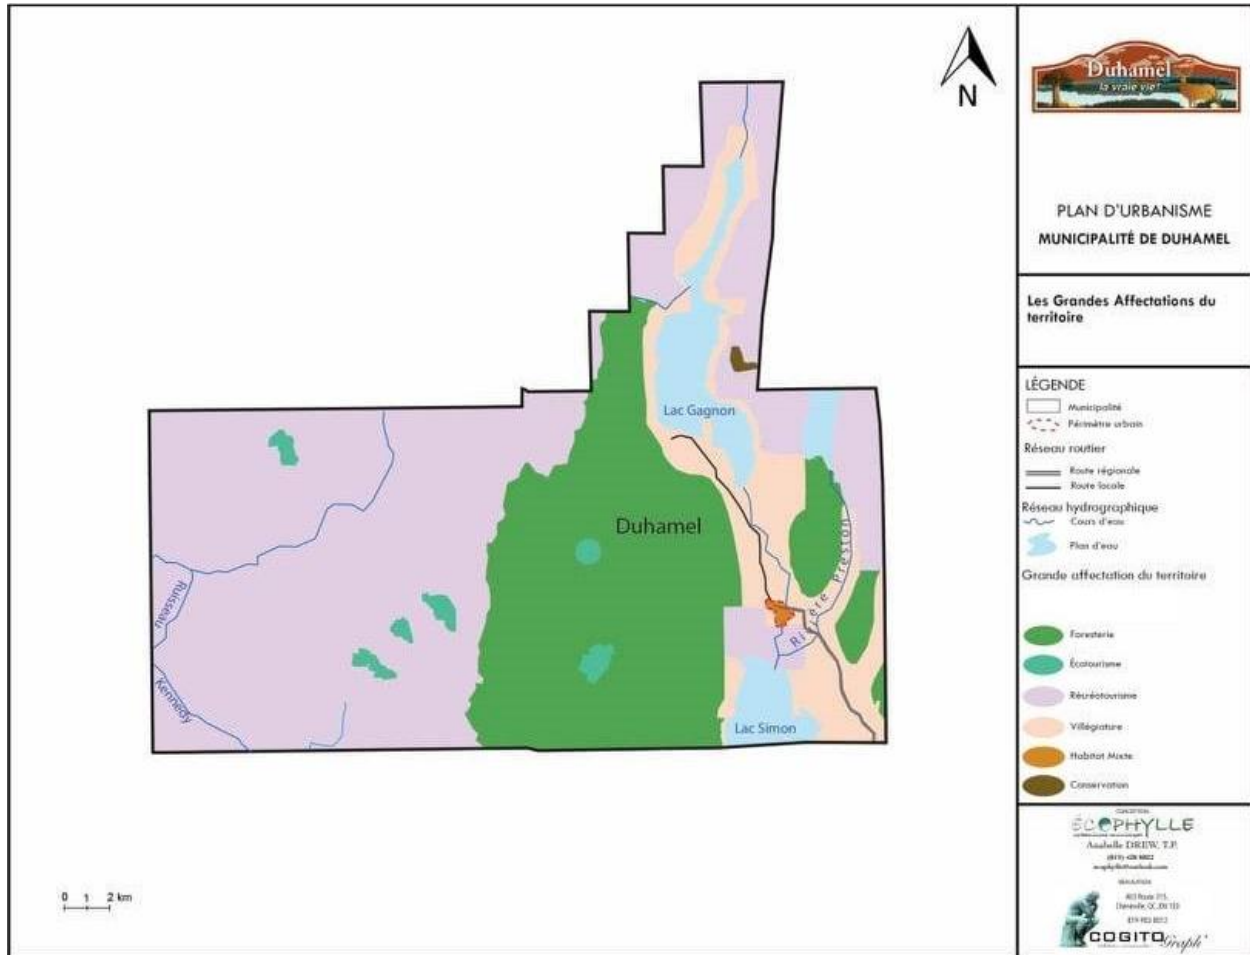 N
Lac Gagnon
Duhamel
Rivière Preston
Ruisseau
Kennedy
Lac Simon
0 1 2 km
Duhamel
la vraie vie!
PLAN D'URBANISME
MUNICIPALITÉ DE DUHAMEL
Les Grandes Affectations du
territoire
LÉGENDE
Municipalité
Périmètre urbain
Réseau routier
Route régionale
Route locale
Réseau hydrographique
Cours d'eau
Plan d'eau
Grande affectation du territoire
Foresterie
Écotourisme
Récréotourisme
Villégiature
Habitat Mixte
Conservation
CONCEPTION
ÉCOPHYLLE
Anabelle DREW, T.P.
RÉALISATION
COGITO Graph'